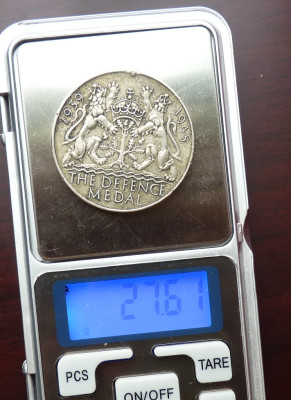 1939 1945
THE DEFENCE
MEDAL
27.61
g
PCS
TARE
ON/OFF